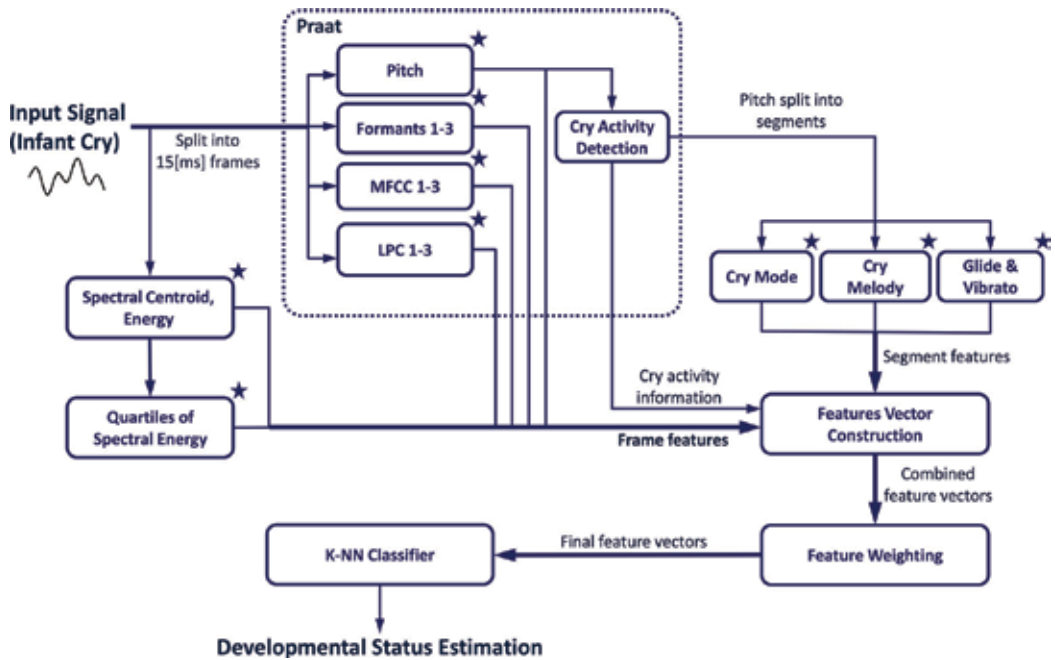 Praat
Pitch
Input Signal
(Infant Cry)
Split into
15[ms] frames
Formants 1-3
Cry Activity
Detection
Pitch split into
segments
MFCC 1-3
LPC 1-3
Spectral Centroid,
Energy
Cry Mode
Cry
Melody
Glide &
Vibrato
Segment features
Quartiles of
Spectral Energy
Cry activity
information
Frame features
Features Vector
Construction
Combined
feature vectors
K-NN Classifier
Final feature vectors
Feature Weighting
Developmental Status Estimation